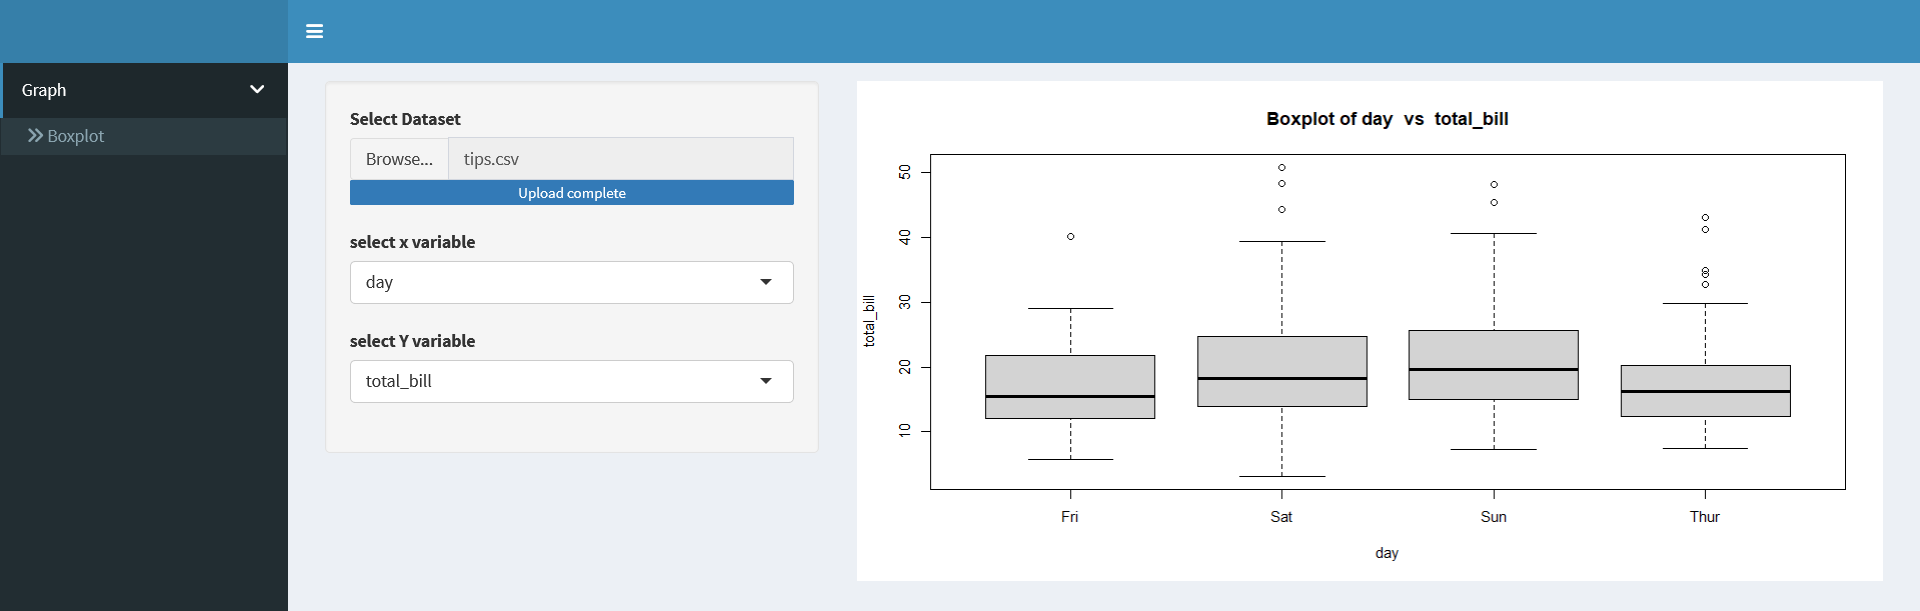 Graph
Boxplot
Select Dataset
Browse... tips.csv
Upload complete
select x variable
day
select Y variable
total_bill
Boxplot of day vs total_bill
total_bill
50
40
30
20
10
Fri Sat Sun Thur
day